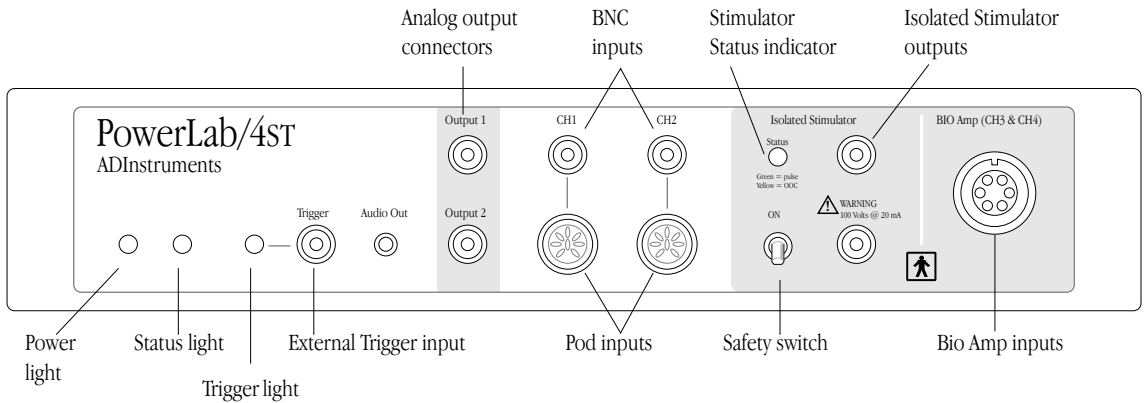 Analog output
connectors
BNC
inputs
Stimulator
Status indicator
Isolated Stimulator
outputs
PowerLab/4ST
ADInstruments
Output 1
CH1
CH2
Isolated Stimulator
BIO Amp (CH3 & CH4)
Status
Green = pulse
Yellow = OOC
Trigger
Audio Out
Output 2
ON
WARNING
100 Volts @ 20 mA
Power
light
Status light
Trigger light
External Trigger input
Pod inputs
Safety switch
Bio Amp inputs